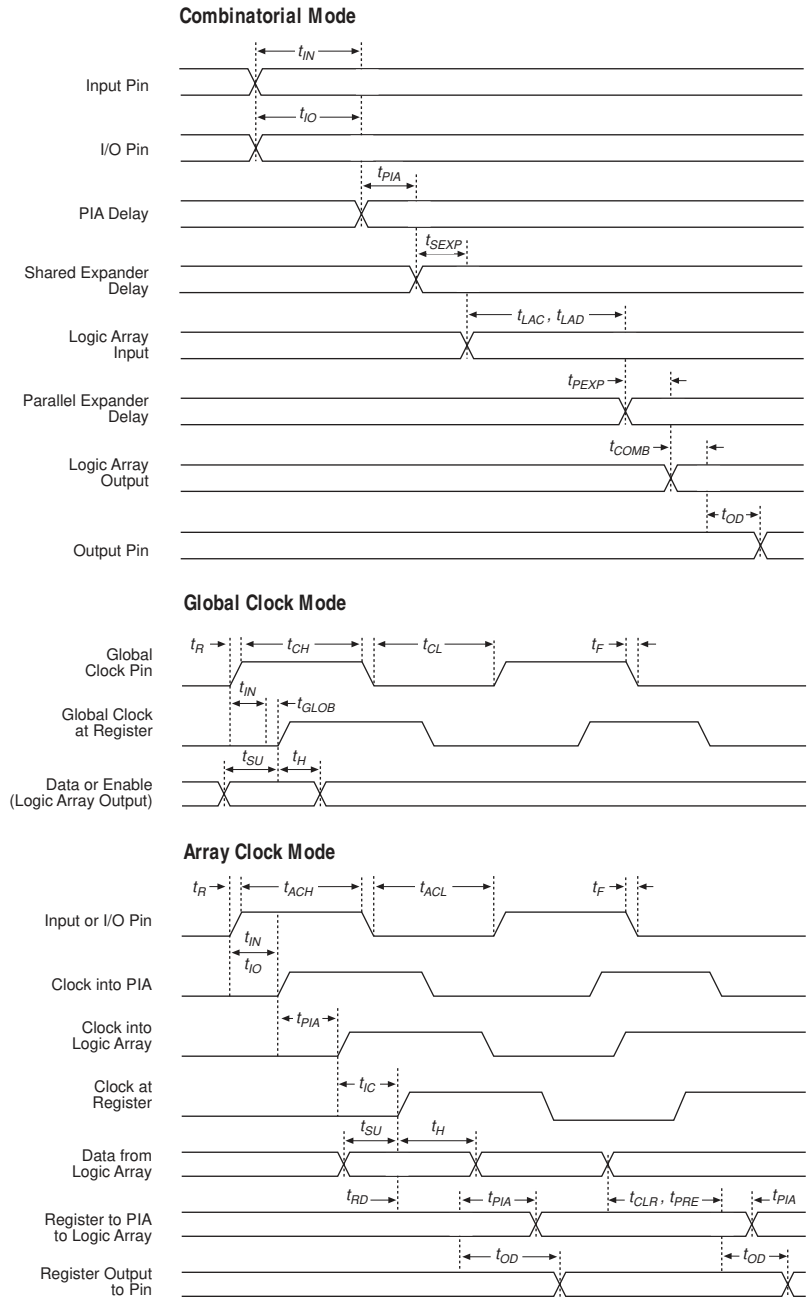 Combinatorial Mode
tIN
Input Pin
tIO
I/O Pin
tPIA
PIA Delay
tSEXP
Shared Expander
Delay
tLAC , tLAD
Logic Array
Input
tPEXP
Parallel Expander
Delay
tCOMB
Logic Array
Output
tOD
Output Pin
Global Clock Mode
tR
tCH
tCL
tF
Global
Clock Pin
tIN
tGLOB
Global Clock
at Register
tSU
tH
Data or Enable
(Logic Array Output)
Array Clock Mode
tR
tACH
tACL
tF
Input or I/O Pin
tIN
tIO
Clock into PIA
tPIA
Clock into
Logic Array
tIC
Clock at
Register
tSU
tH
Data from
Logic Array
tRD
tPIA
tCLR , tPRE
tPIA
Register to PIA
to Logic Array
tOD
tOD
Register Output
to Pin